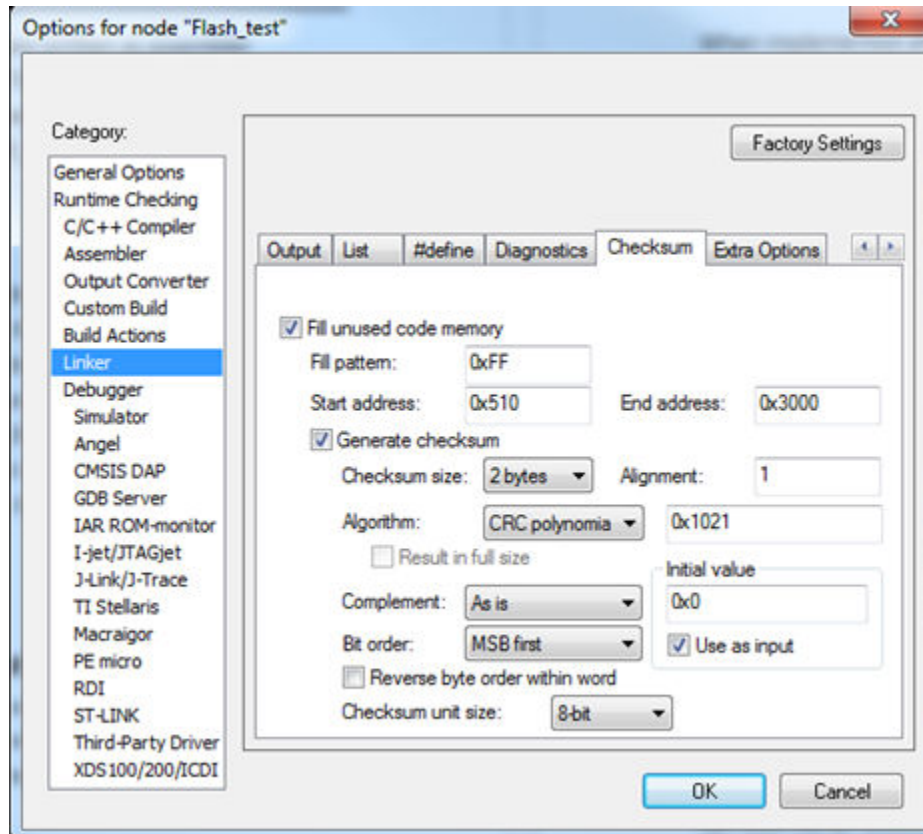 Options for node "Flash_test"
Category:
General Options
Runtime Checking
C/C++ Compiler
Assembler
Output Converter
Custom Build
Build Actions
Linker
Debugger
Simulator
Angel
CMSIS DAP
GDB Server
IAR ROM-monitor
I-jet/JTAGjet
J-Link/J-Trace
TI Stellaris
Macraigor
PE micro
RDI
ST-LINK
Third-Party Driver
XDS100/200/ICDI
Factory Settings
Output List #define Diagnostics Checksum Extra Options
Fill unused code memory
Fill pattern: 0xFF
Start address: 0x510 End address: 0x3000
Generate checksum
Checksum size: 2 bytes Alignment: 1
Algorithm: CRC polynomia 0x1021
Result in full size
Initial value
Complement: As is 0x0
Bit order: MSB first Use as input
Reverse byte order within word
Checksum unit size: 8-bit
OK Cancel